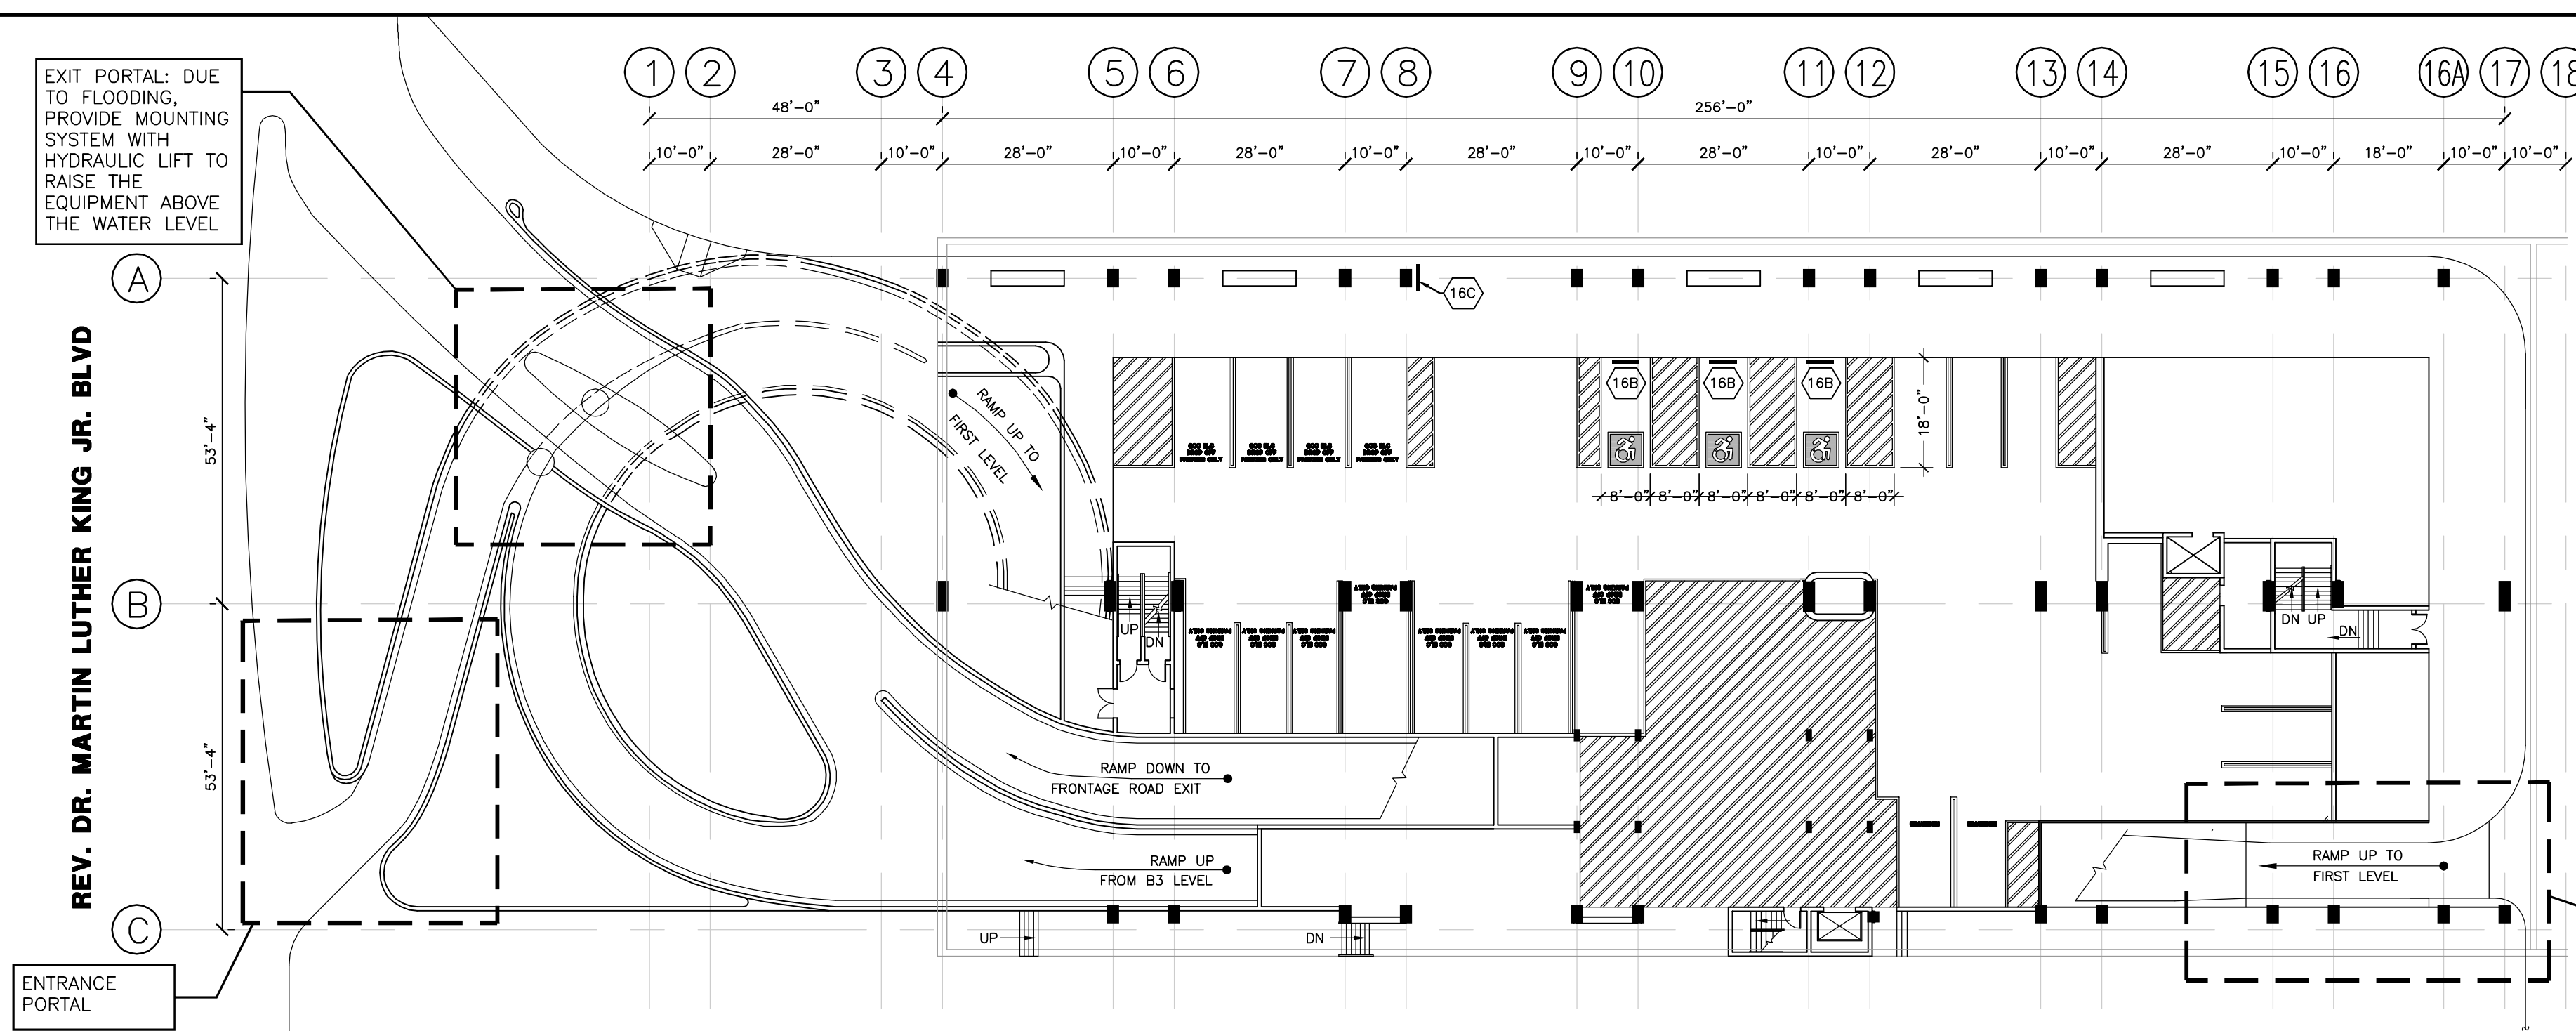 EXIT PORTAL: DUE
TO FLOODING,
PROVIDE MOUNTING
SYSTEM WITH
HYDRAULIC LIFT TO
RAISE THE
EQUIPMENT ABOVE
THE WATER LEVEL
1 2 3 4 5 6 7 8 9 10 11 12 13 14 15 16 16A 17 18
48'-0" 256'-0"
10'-0" 28'-0" 10'-0" 28'-0" 10'-0" 28'-0" 10'-0" 28'-0" 10'-0" 28'-0" 10'-0" 28'-0" 10'-0" 28'-0" 10'-0" 18'-0" 10'-0" 10'-0"
A
16C
REV. DR. MARTIN LUTHER KING JR. BLVD
53'-4"
RAMP UP TO
FIRST LEVEL
16B 16B 16B
18'-0"
8'-0" 8'-0" 8'-0" 8'-0" 8'-0" 8'-0"
B
UP
DN
DN UP
DN
53'-4"
RAMP DOWN TO
FRONTAGE ROAD EXIT
RAMP UP
FROM B3 LEVEL
RAMP UP TO
FIRST LEVEL
C
UP
DN
ENTRANCE
PORTAL